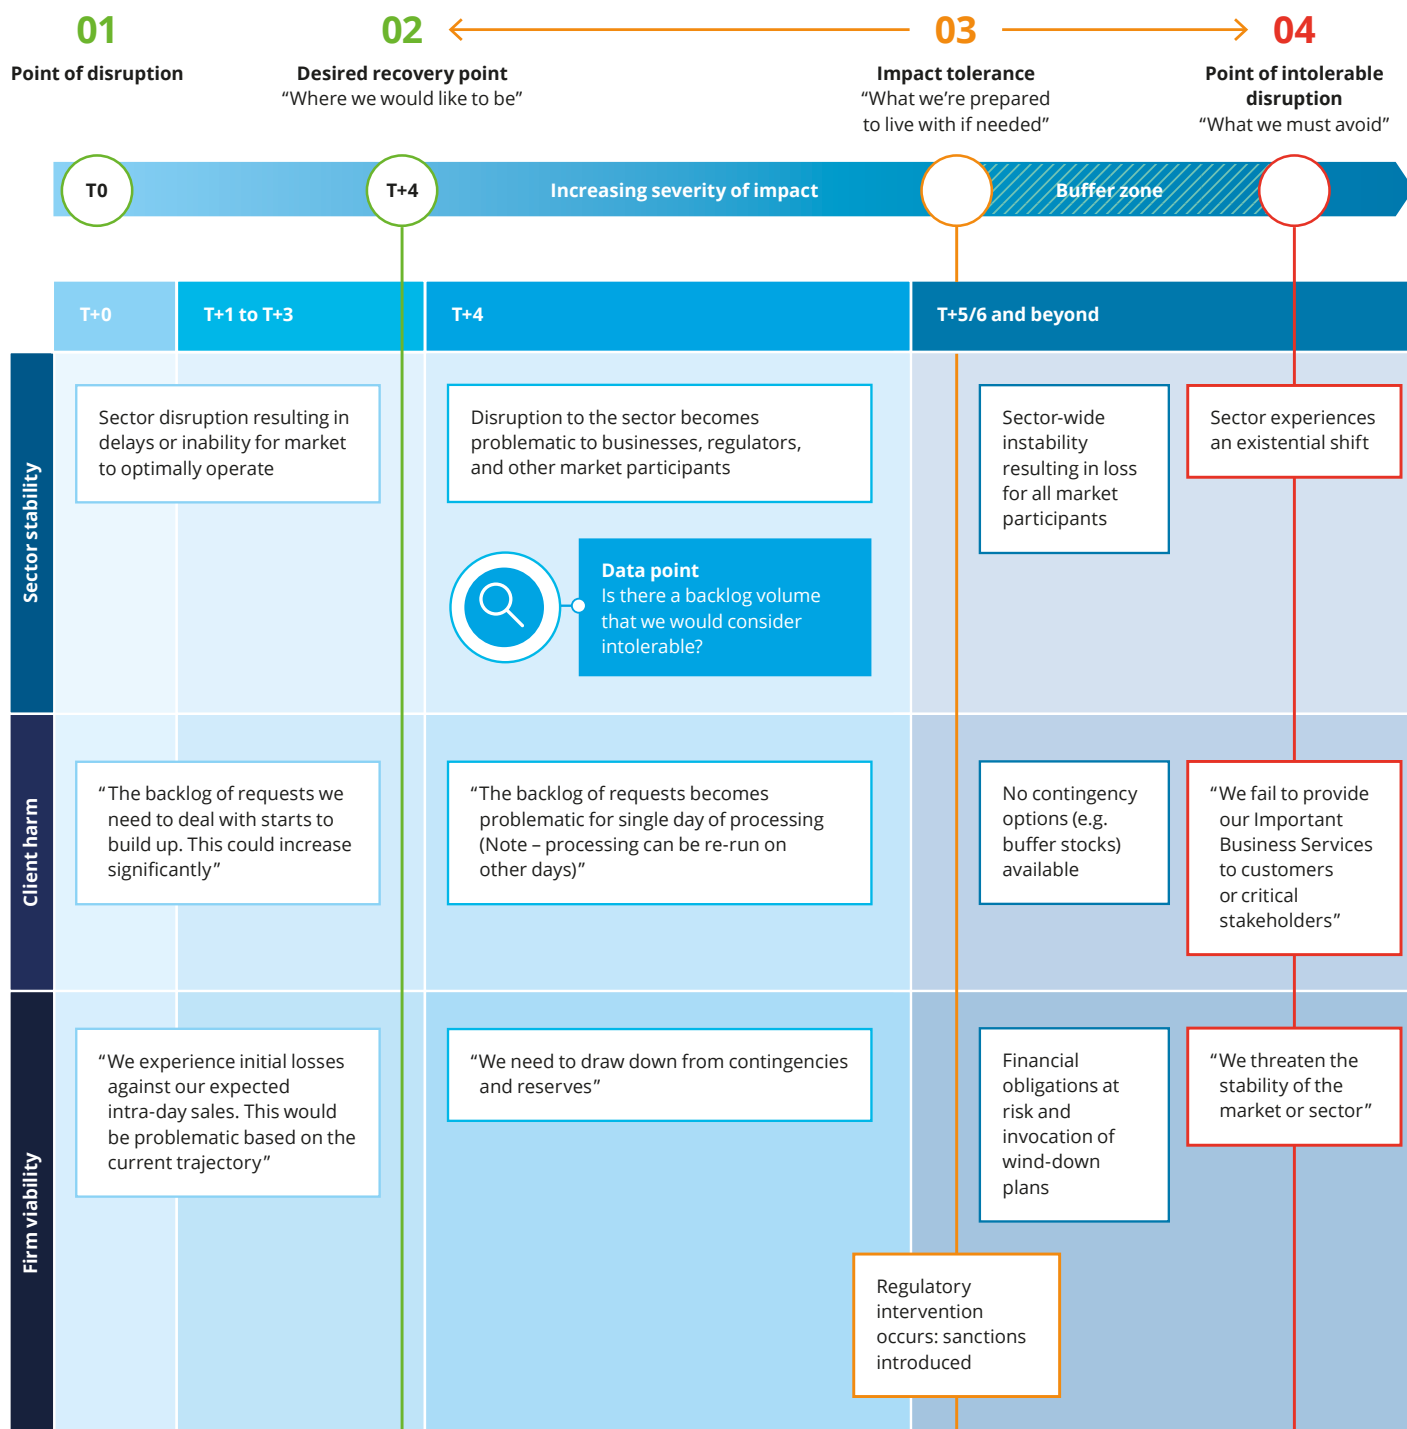 01
02
03
04
Point of disruption
Desired recovery point
“Where we would like to be”
Impact tolerance
“What we’re prepared
to live with if needed”
Point of intolerable
disruption
“What we must avoid”
T0
T+4
Increasing severity of impact
Buffer zone
T+0
T+1 to T+3
T+4
T+5/6 and beyond
Sector stability
Sector disruption resulting in
delays or inability for market
to optimally operate
Disruption to the sector becomes
problematic to businesses, regulators,
and other market participants
Data point
Is there a backlog volume
that we would consider
intolerable?
Sector-wide
instability
resulting in loss
for all market
participants
Sector experiences
an existential shift
Client harm
“The backlog of requests we
need to deal with starts to
build up. This could increase
significantly”
“The backlog of requests becomes
problematic for single day of processing
(Note – processing can be re-run on
other days)”
No contingency
options (e.g.
buffer stocks)
available
“We fail to provide
our Important
Business Services
to customers
or critical
stakeholders”
Firm viability
“We experience initial losses
against our expected
intra-day sales. This would
be problematic based on the
current trajectory”
“We need to draw down from contingencies
and reserves”
Financial
obligations at
risk and
invocation of
wind-down
plans
“We threaten the
stability of the
market or sector”
Regulatory
intervention
occurs: sanctions
introduced